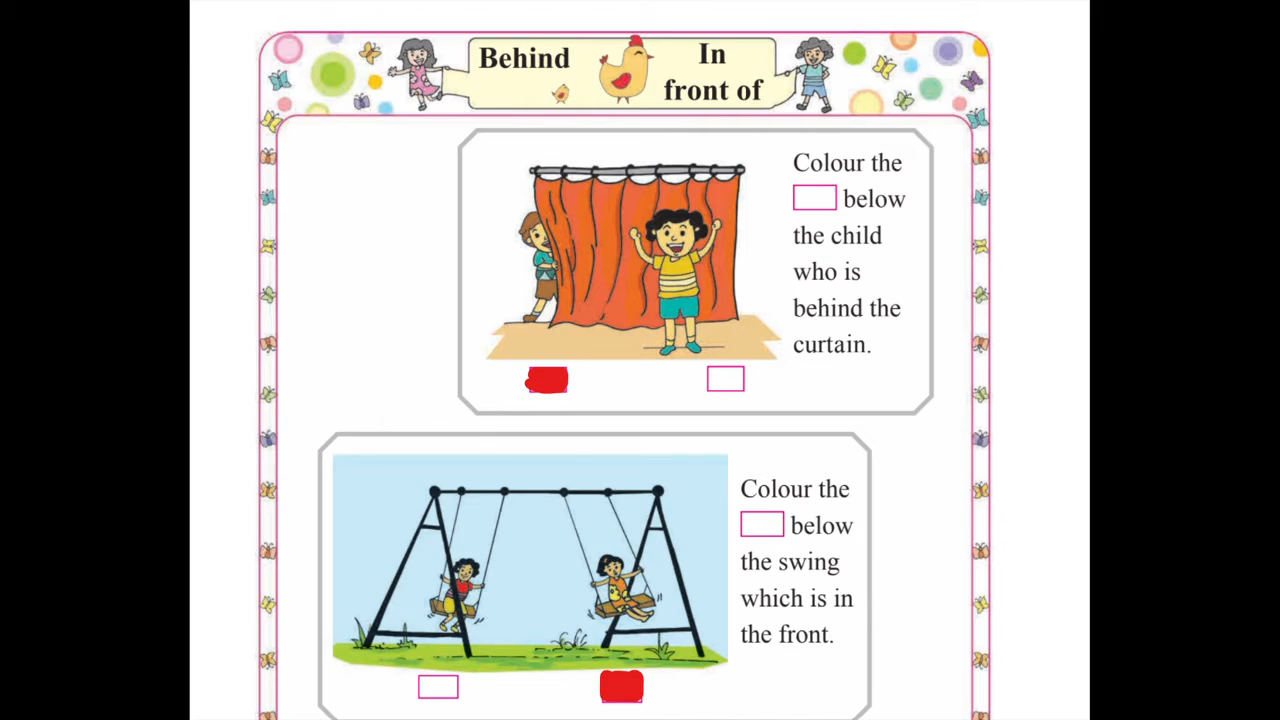 Behind
In
front of
Colour the
below
the child
who is
behind the
curtain.
Colour the
below
the swing
which is in
the front.